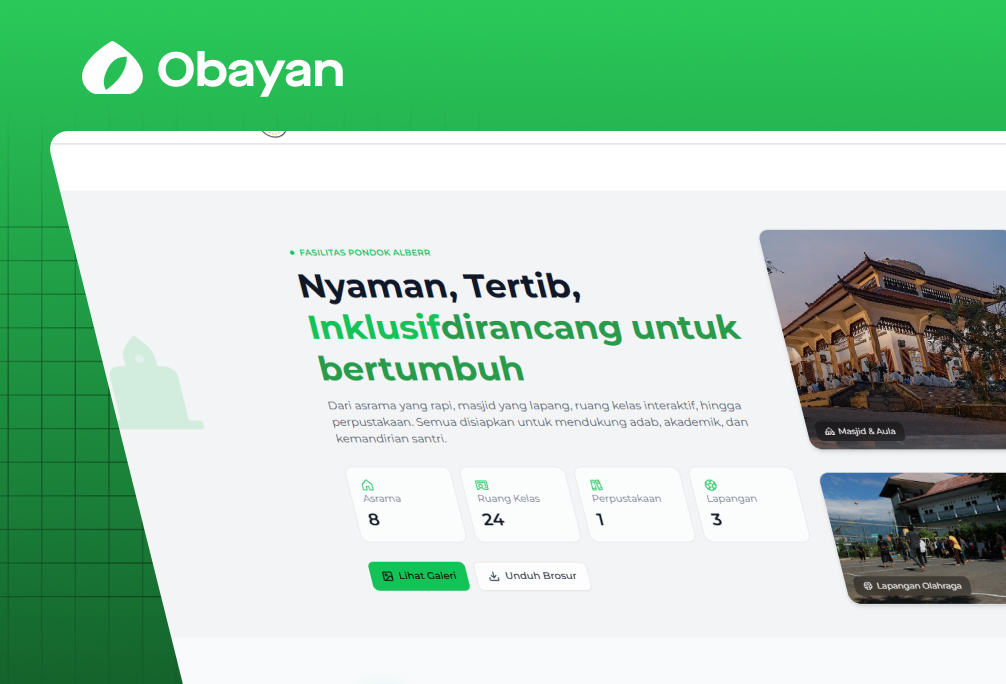 Obayan
FASILITAS PONDOK ALBERR
Nyaman, Tertib,
Inklusifdirancang untuk
bertumbuh
Dari asrama yang rapi, masjid yang lapang, ruang kelas interaktif, hingga
perpustakaan. Semua disiapkan untuk mendukung adab, akademik, dan
kemandirian santri.
Asrama
8
Ruang Kelas
24
Perpustakaan
1
Lapangan
3
Lihat Galeri
Unduh Brosur
Masjid & Aula
Lapangan Olahraga